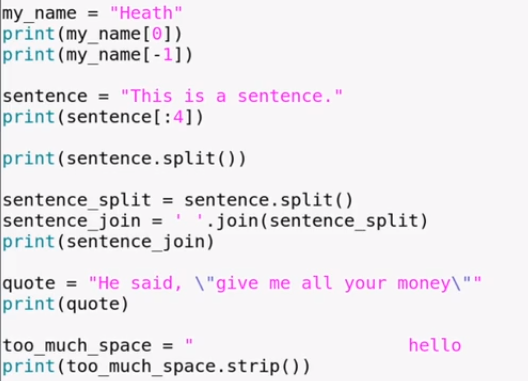 my_name = "Heath"
print(my_name[0])
print(my_name[-1])
sentence = "This is a sentence."
print(sentence[:4])
print(sentence.split())
sentence_split = sentence.split()
sentence_join = ' '.join(sentence_split)
print(sentence_join)
quote = "He said, \"give me all your money\""
print(quote)
too_much_space = "                    hello
print(too_much_space.strip())